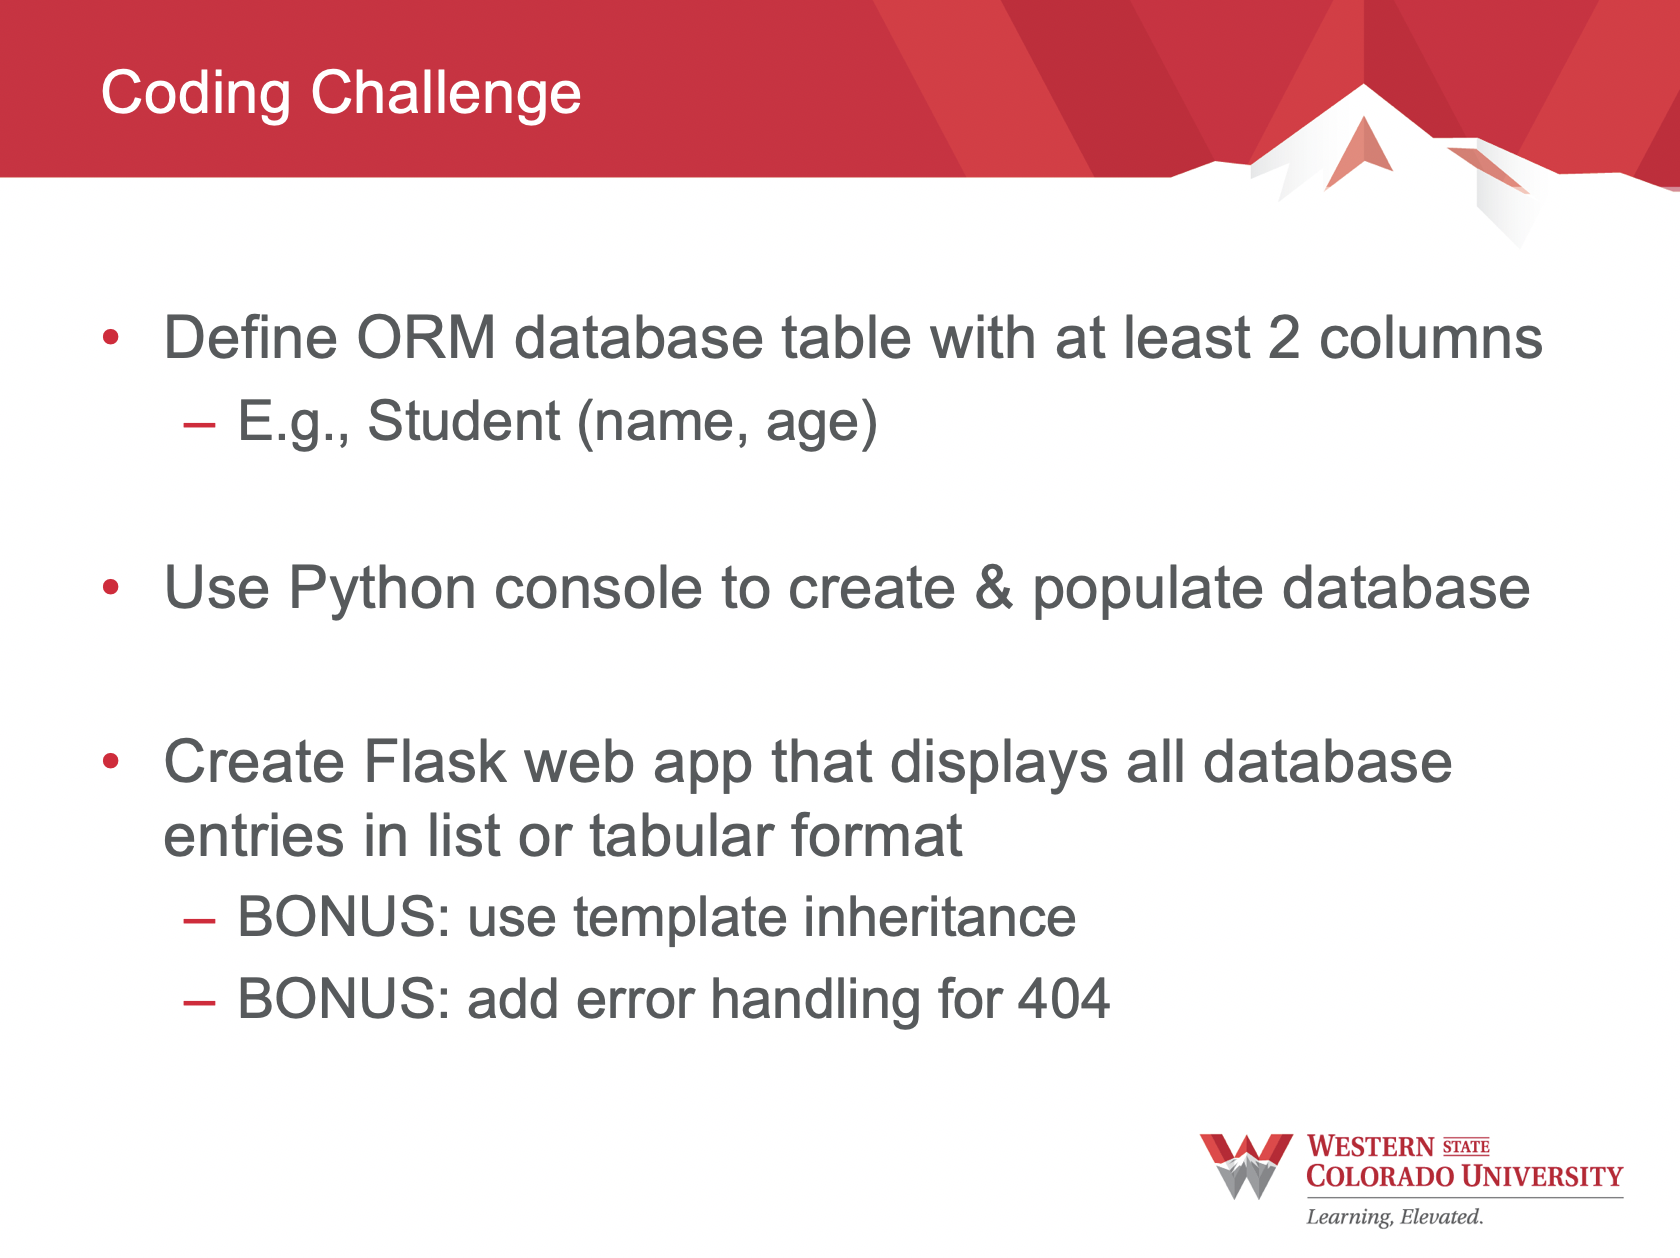 Coding Challenge
• Define ORM database table with at least 2 columns
– E.g., Student (name, age)
• Use Python console to create & populate database
• Create Flask web app that displays all database
entries in list or tabular format
– BONUS: use template inheritance
– BONUS: add error handling for 404
WESTERN STATE
COLORADO UNIVERSITY
Learning, Elevated.